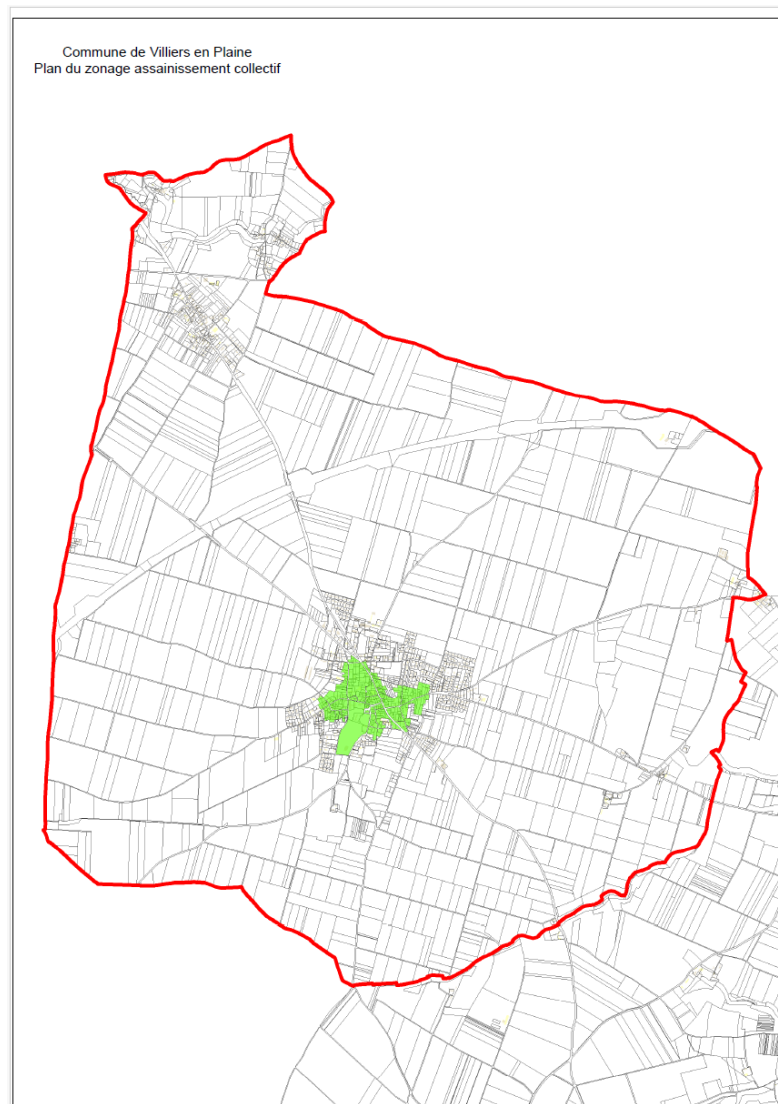 Commune de Villiers en Plaine
Plan du zonage assainissement collectif